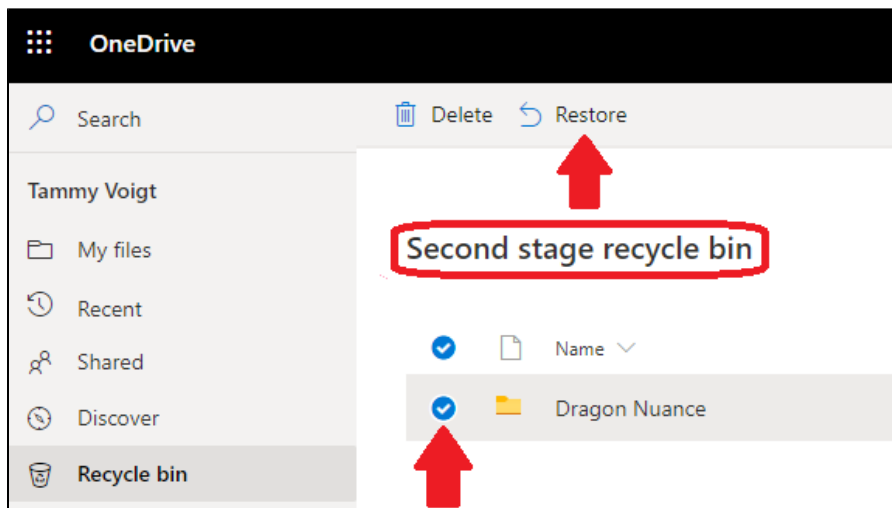 OneDrive
Search
Delete Restore
Tammy Voigt
My files
Recent
Shared
Discover
Recycle bin
Second stage recycle bin
Name
Dragon Nuance